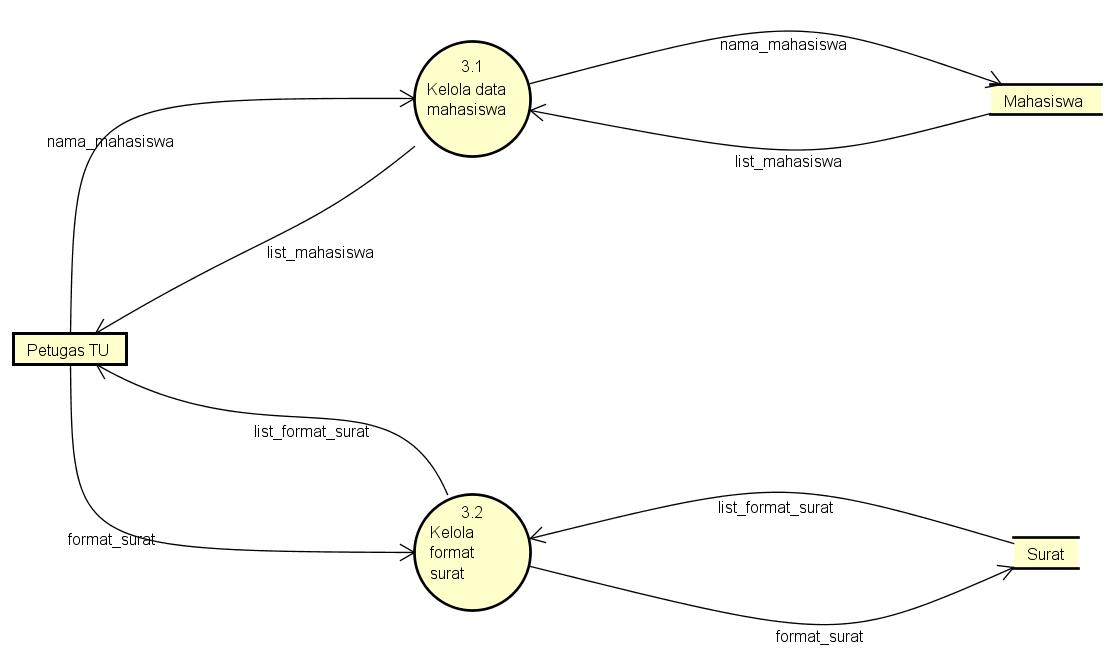 nama_mahasiswa
3.1
Kelola data
mahasiswa
Mahasiswa
nama_mahasiswa
list_mahasiswa
list_mahasiswa
Petugas TU
list_format_surat
3.2
Kelola
format
surat
list_format_surat
format_surat
Surat
format_surat